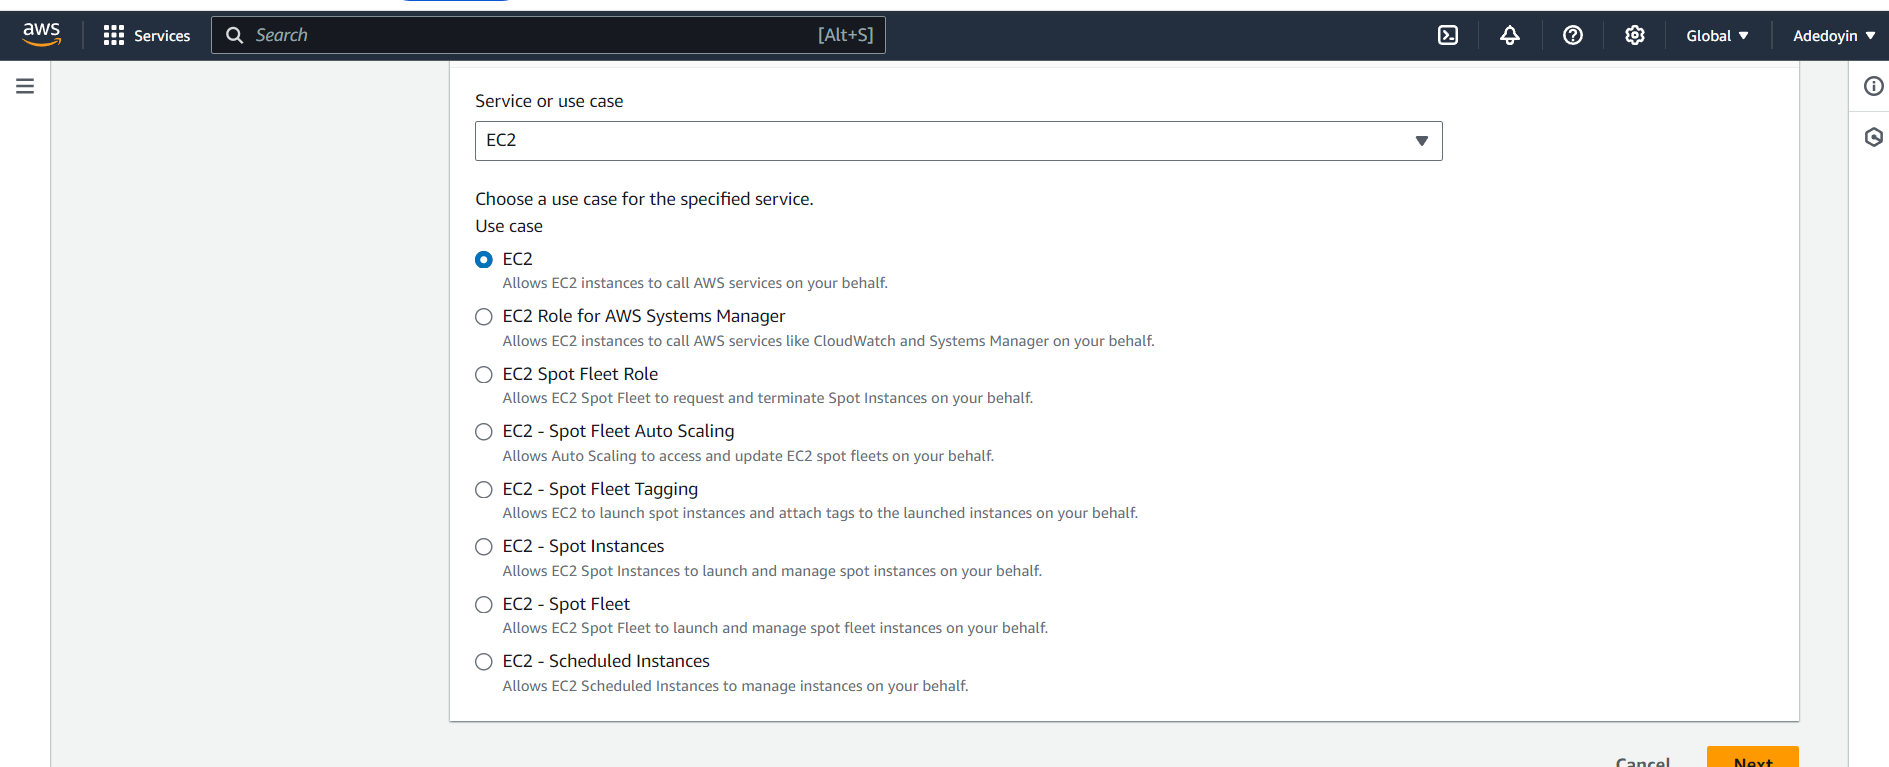 aws Services Search [Alt+S] Global Adedoyin
Service or use case
EC2
Choose a use case for the specified service.
Use case
EC2
Allows EC2 instances to call AWS services on your behalf.
EC2 Role for AWS Systems Manager
Allows EC2 instances to call AWS services like CloudWatch and Systems Manager on your behalf.
EC2 Spot Fleet Role
Allows EC2 Spot Fleet to request and terminate Spot Instances on your behalf.
EC2 - Spot Fleet Auto Scaling
Allows Auto Scaling to access and update EC2 spot fleets on your behalf.
EC2 - Spot Fleet Tagging
Allows EC2 to launch spot instances and attach tags to the launched instances on your behalf.
EC2 - Spot Instances
Allows EC2 Spot Instances to launch and manage spot instances on your behalf.
EC2 - Spot Fleet
Allows EC2 Spot Fleet to launch and manage spot fleet instances on your behalf.
EC2 - Scheduled Instances
Allows EC2 Scheduled Instances to manage instances on your behalf.
Cancel Next